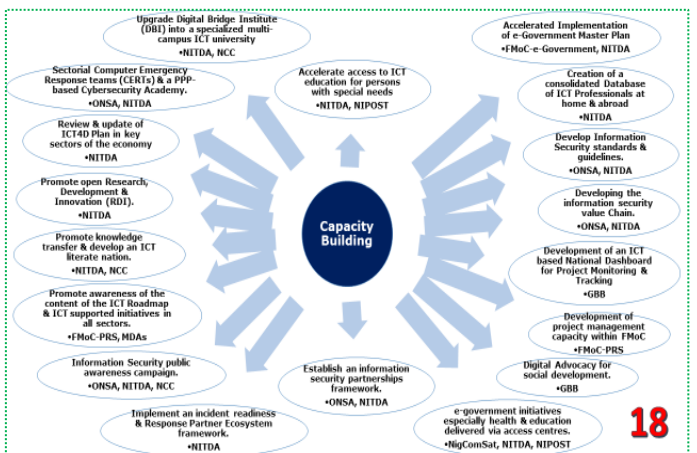 Upgrade Digital Bridge Institute
(DBI) into a specialized multi-
campus ICT university
•NITDA, NCC
Sectorial Computer Emergency
Response teams (CERTs) & a PPP-
based Cybersecurity Academy.
•ONSA, NITDA
Review & update of
ICT4D Plan in key
sectors of the economy
•NITDA
Promote open Research,
Development &
Innovation (RDI).
•NITDA
Promote knowledge
transfer & develop an ICT
literate nation.
•NITDA, NCC
Promote awareness of the
content of the ICT Roadmap
& ICT supported initiatives in
all sectors.
•FMoC-PRS, MDAs
Information Security public
awareness campaign.
•ONSA, NITDA, NCC
Implement an incident readiness
& Response Partner Ecosystem
framework.
•NITDA
Accelerate access to ICT
education for persons
with special needs
•NITDA, NIPOST
Capacity
Building
Establish an information
security partnerships
framework.
•ONSA, NITDA
Accelerated Implementation
of e-Government Master Plan
•FMoC-e-Government, NITDA
Creation of a
consolidated Database
of ICT Professionals at
home & abroad
•NITDA
Develop Information
Security standards &
guidelines.
•ONSA, NITDA
Developing the
information security
value Chain.
•ONSA, NITDA
Development of an ICT
based National Dashboard
for Project Monitoring &
Tracking
•GBB
Development of
project management
capacity within FMoC
•FMoC-PRS
Digital Advocacy for
social development.
•GBB
e-government initiatives
especially health & education
delivered via access centres.
•NigComSat, NITDA, NIPOST
18